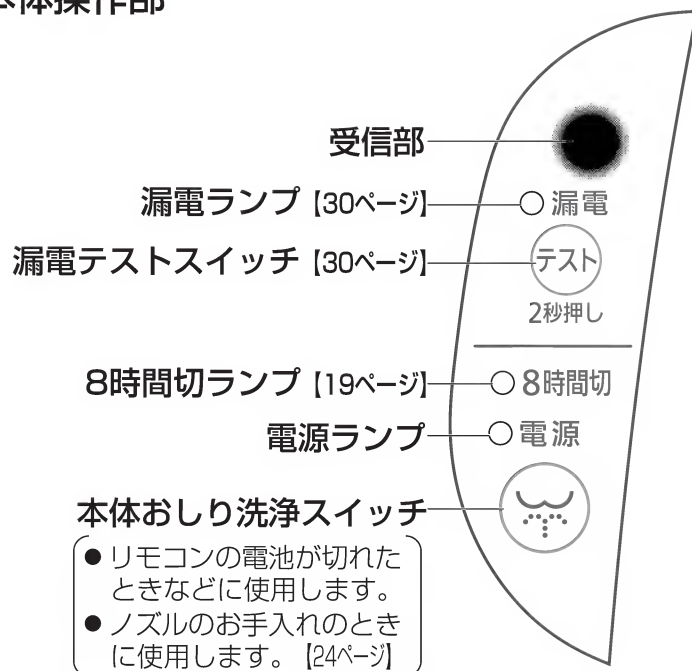 本体操作部
受信部
漏電ランプ【30ページ】
漏電
漏電テストスイッチ【30ページ】
テスト
2秒押し
8時間切ランプ【19ページ】
8時間切
電源ランプ
電源
本体おしり洗浄スイッチ
●リモコンの電池が切れた
ときなどに使用します。
●ノズルのお手入れのとき
に使用します。【24ページ】